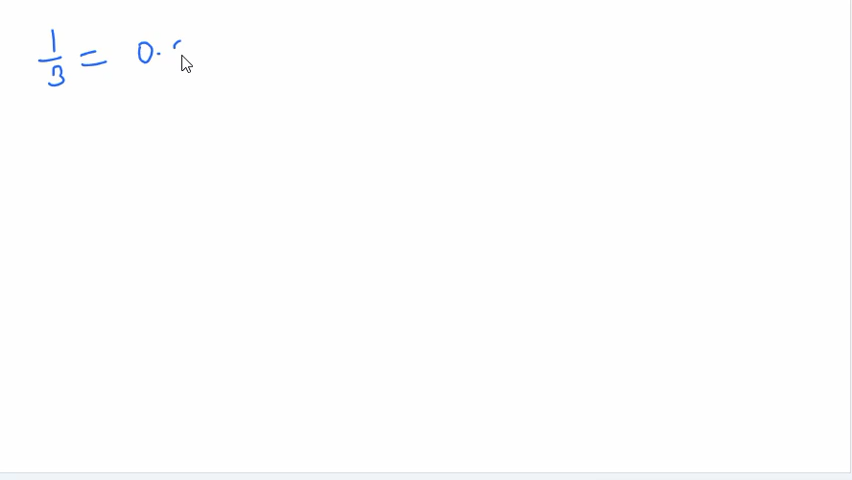 1/3 = 0.